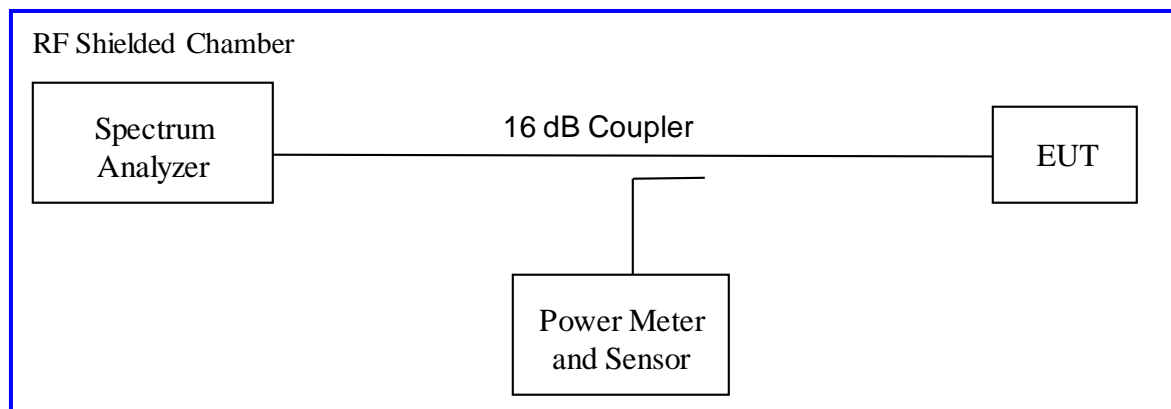 RF Shielded Chamber
Spectrum
Analyzer
16 dB Coupler
EUT
Power Meter
and Sensor